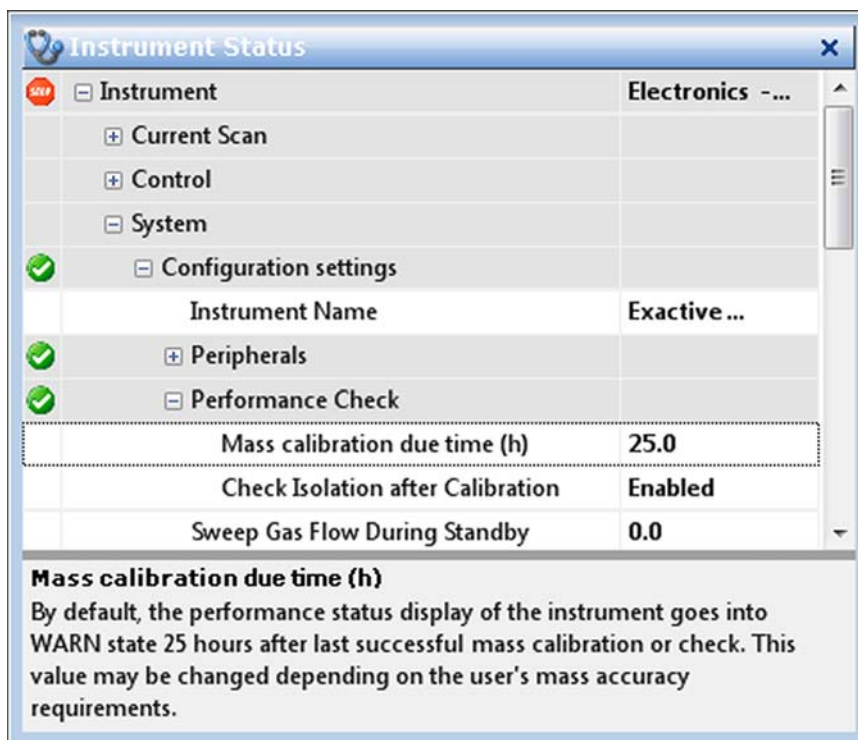 Instrument Status
Instrument Electronics -...
Current Scan
Control
System
Configuration settings
Instrument Name Exactive ...
Peripherals
Performance Check
Mass calibration due time (h) 25.0
Check Isolation after Calibration Enabled
Sweep Gas Flow During Standby 0.0
Mass calibration due time (h)
By default, the performance status display of the instrument goes into
WARN state 25 hours after last successful mass calibration or check. This
value may be changed depending on the user's mass accuracy
requirements.